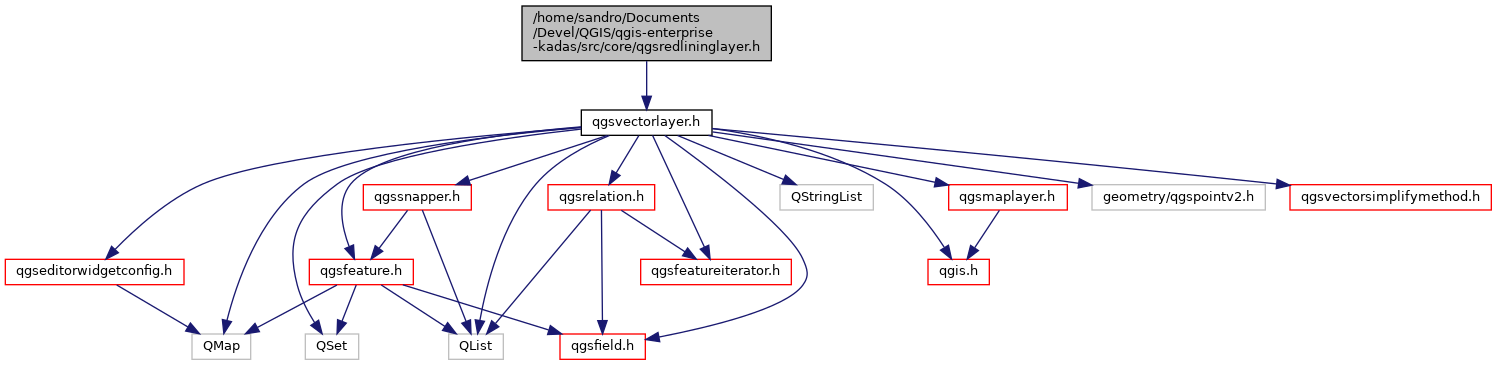 /home/sandro/Documents
/Devel/QGIS/qgis-enterprise
-kadas/src/core/qgsredlininglayer.h
qgsvectorlayer.h
qgssnapper.h
qgsrelation.h
QStringList
qgsmaplayer.h
geometry/qgspointv2.h
qgsvectorsimplifymethod.h
qgseditorwidgetconfig.h
qgsfeature.h
qgsfeatureiterator.h
qgis.h
QMap
QSet
QList
qgsfield.h